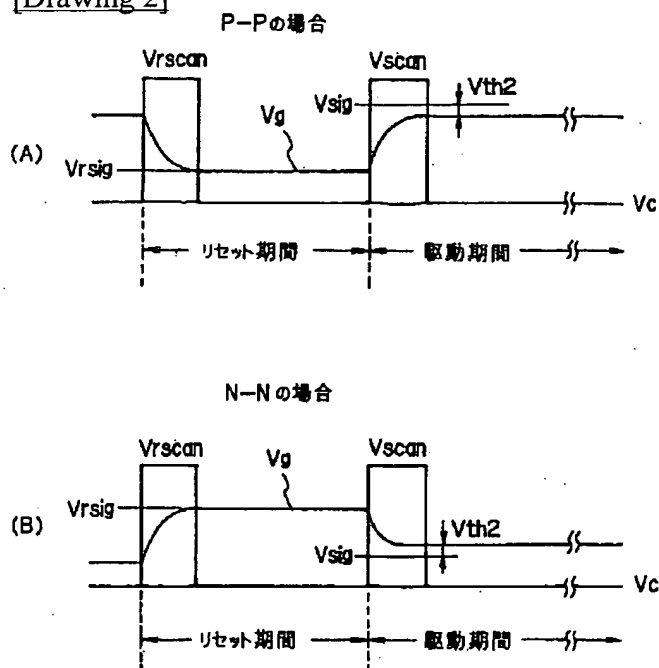 [Drawing 2]
P-Pの場合
Vrscan Vscan
Vsig Vth2
Vg
(A)
Vrsig
Vc
リセット期間 駆動期間
N-Nの場合
Vrscan Vg Vscan
Vrsig
(B)
Vth2
Vsig
Vc
リセット期間 駆動期間